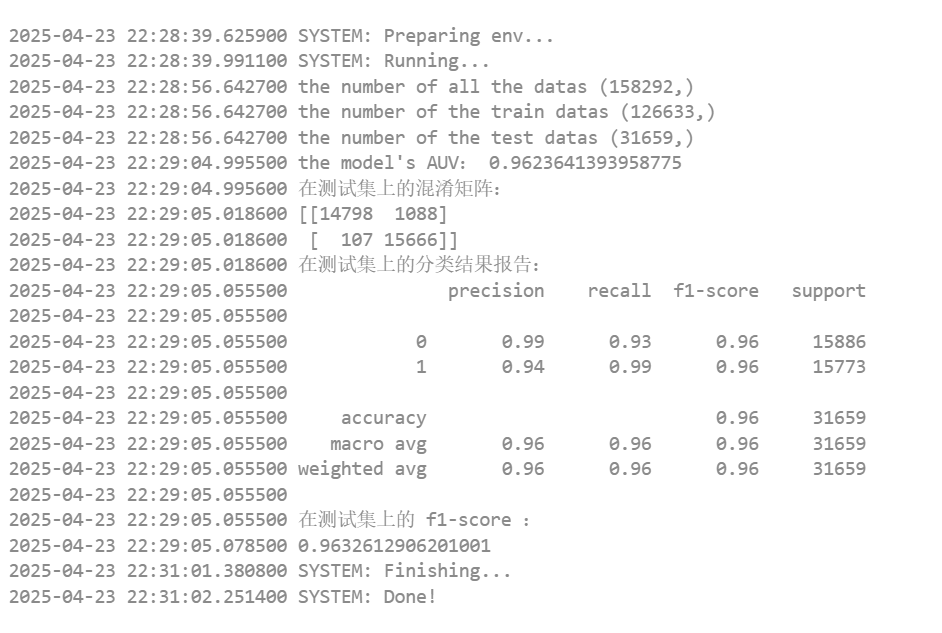 2025-04-23 22:28:39.625900 SYSTEM: Preparing env...
2025-04-23 22:28:39.991100 SYSTEM: Running...
2025-04-23 22:28:56.642700 the number of all the datas (158292,)
2025-04-23 22:28:56.642700 the number of the train datas (126633,)
2025-04-23 22:28:56.642700 the number of the test datas (31659,)
2025-04-23 22:29:04.995500 the model's AUV： 0.9623641393958775
2025-04-23 22:29:04.995600 在测试集上的混淆矩阵：
2025-04-23 22:29:05.018600 [[14798  1088]
2025-04-23 22:29:05.018600  [  107 15666]]
2025-04-23 22:29:05.018600 在测试集上的分类结果报告：
2025-04-23 22:29:05.055500               precision    recall  f1-score   support
2025-04-23 22:29:05.055500
2025-04-23 22:29:05.055500            0       0.99      0.93      0.96     15886
2025-04-23 22:29:05.055500            1       0.94      0.99      0.96     15773
2025-04-23 22:29:05.055500
2025-04-23 22:29:05.055500     accuracy                           0.96     31659
2025-04-23 22:29:05.055500    macro avg       0.96      0.96      0.96     31659
2025-04-23 22:29:05.055500 weighted avg       0.96      0.96      0.96     31659
2025-04-23 22:29:05.055500
2025-04-23 22:29:05.055500 在测试集上的 f1-score ：
2025-04-23 22:29:05.078500 0.9632612906201001
2025-04-23 22:31:01.380800 SYSTEM: Finishing...
2025-04-23 22:31:02.251400 SYSTEM: Done!